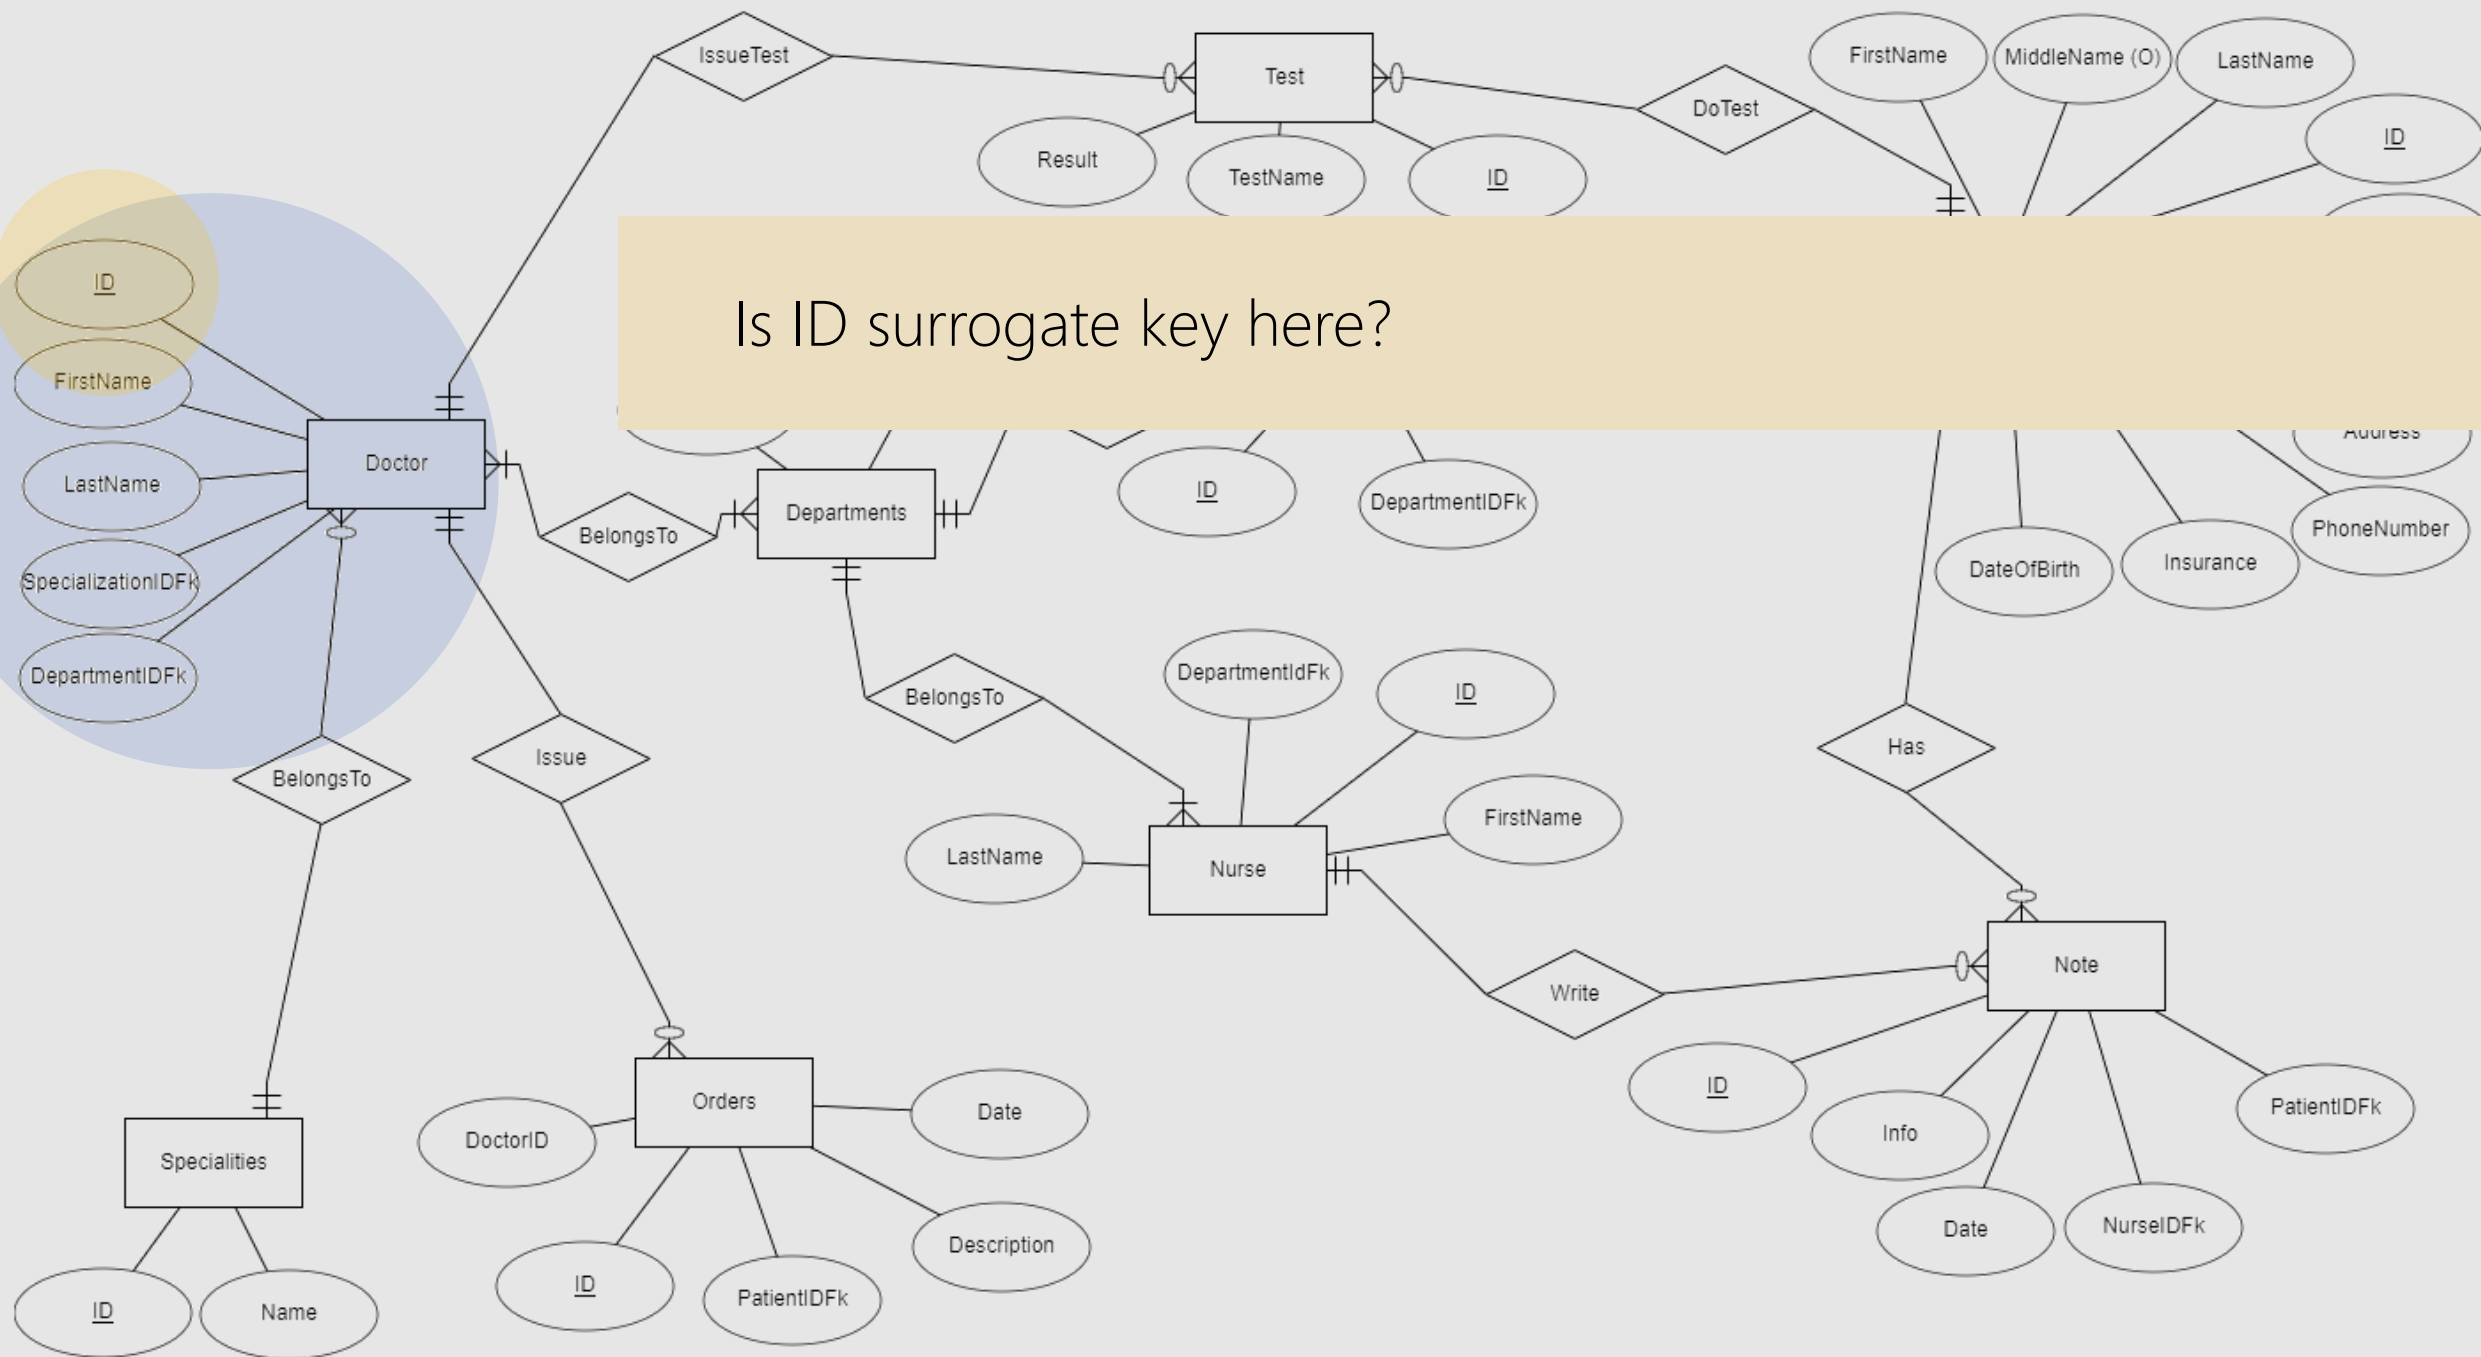 IssueTest
Test
DoTest
FirstName
MiddleName (O)
LastName
ID
Result
TestName
ID
ID
FirstName
LastName
SpecializationIDFk
DepartmentIDFk
Doctor
Is ID surrogate key here?
BelongsTo
Departments
ID
DepartmentIDFk
Address
PhoneNumber
DateOfBirth
Insurance
BelongsTo
DepartmentIdFk
ID
FirstName
LastName
Nurse
BelongsTo
Issue
Has
Write
Note
ID
Info
Date
NurseIDFk
PatientIDFk
Orders
DoctorID
Date
ID
PatientIDFk
Description
Specialities
ID
Name